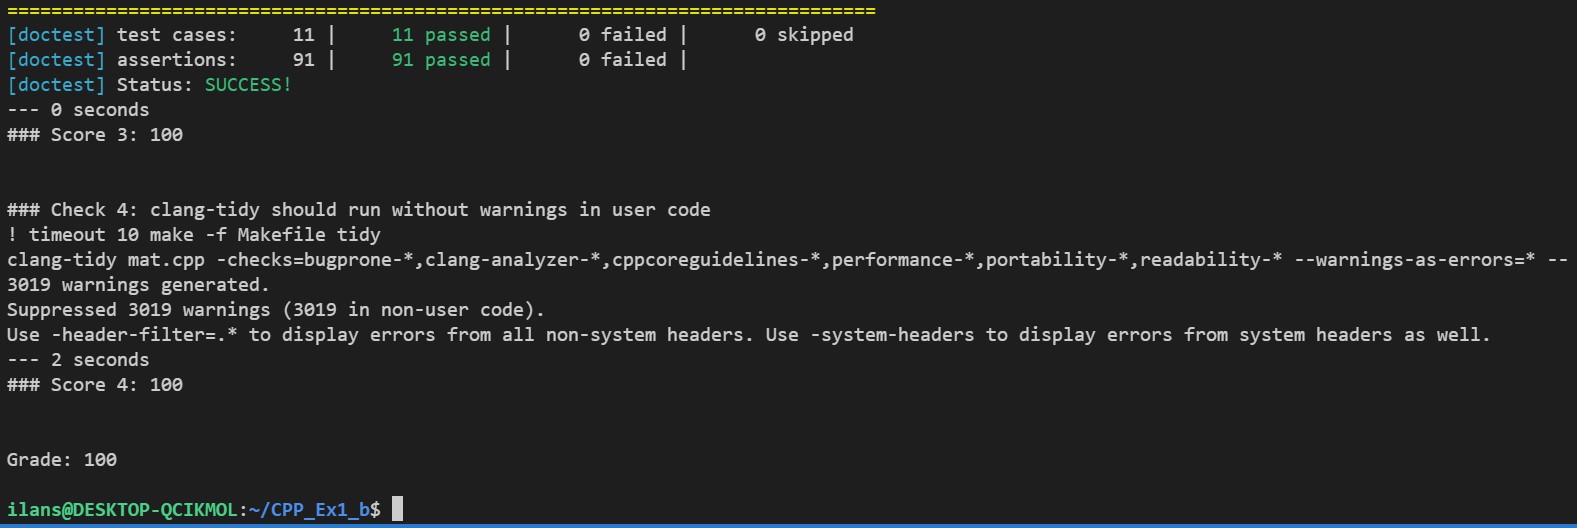 ===============================================================================
[doctest] test cases:     11 |     11 passed |      0 failed |      0 skipped
[doctest] assertions:     91 |     91 passed |      0 failed |
[doctest] Status: SUCCESS!
--- 0 seconds
### Score 3: 100
### Check 4: clang-tidy should run without warnings in user code
! timeout 10 make -f Makefile tidy
clang-tidy mat.cpp -checks=bugprone-*,clang-analyzer-*,cppcoreguidelines-*,performance-*,portability-*,readability-* --warnings-as-errors=* --
3019 warnings generated.
Suppressed 3019 warnings (3019 in non-user code).
Use -header-filter=.* to display errors from all non-system headers. Use -system-headers to display errors from system headers as well.
--- 2 seconds
### Score 4: 100
Grade: 100
ilans@DESKTOP-QCIKMOL:~/CPP_Ex1_b$